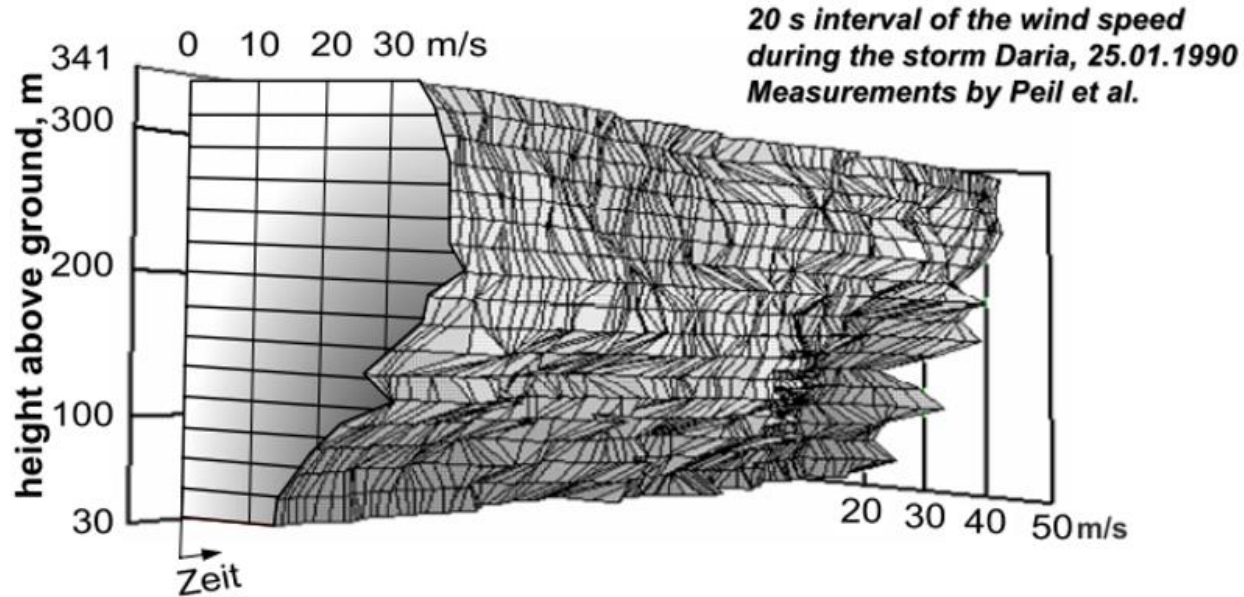 20 s interval of the wind speed
during the storm Daria, 25.01.1990
Measurements by Peil et al.
0 10 20 30 m/s
341
300
200
100
30
height above ground, m
20 30 40 50 m/s
Zeit